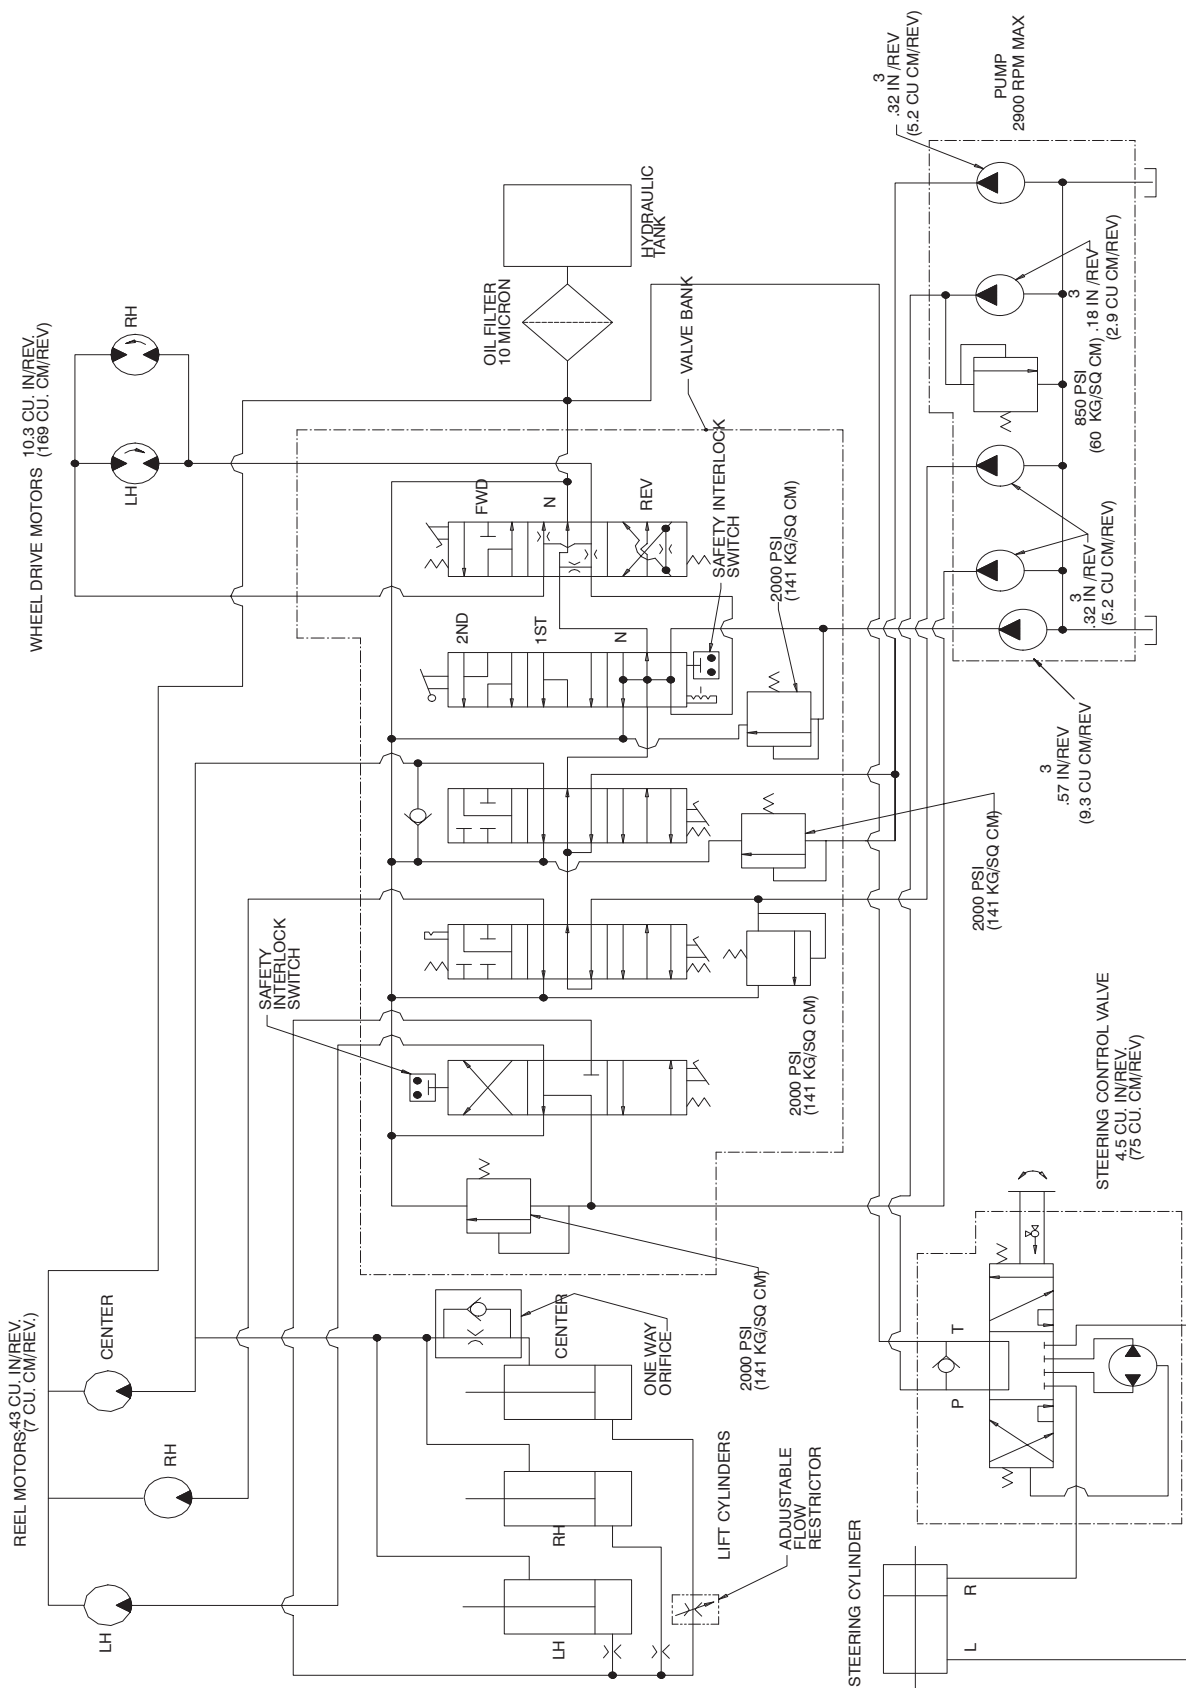 WHEEL DRIVE MOTORS
10.3 CU. IN/REV.
(169 CU. CM/REV)
LH
RH
REEL MOTORS
.43 CU. IN/REV.
(7 CU. CM/REV.)
LH
RH
CENTER
OIL FILTER
10 MICRON
HYDRAULIC
TANK
VALVE BANK
FWD
N
REV
SAFETY INTERLOCK
SWITCH
2ND
1ST
N
2000 PSI
(141 KG/SQ CM)
2000 PSI
(141 KG/SQ CM)
2000 PSI
(141 KG/SQ CM)
SAFETY
INTERLOCK
SWITCH
2000 PSI
(141 KG/SQ CM)
CENTER
ONE WAY
ORIFICE
RH
LH
LIFT CYLINDERS
ADJUSTABLE
FLOW
RESTRICTOR
STEERING CYLINDER
L
R
P
T
STEERING CONTROL VALVE
4.5 CU. IN/REV.
(75 CU. CM/REV)
3
.57 IN/REV
(9.3 CU CM/REV
3
.32 IN /REV
(5.2 CU CM/REV)
850 PSI
(60 KG/SQ CM)
3
.18 IN /REV
(2.9 CU CM/REV)
3
.32 IN /REV
(5.2 CU CM/REV)
PUMP
2900 RPM MAX